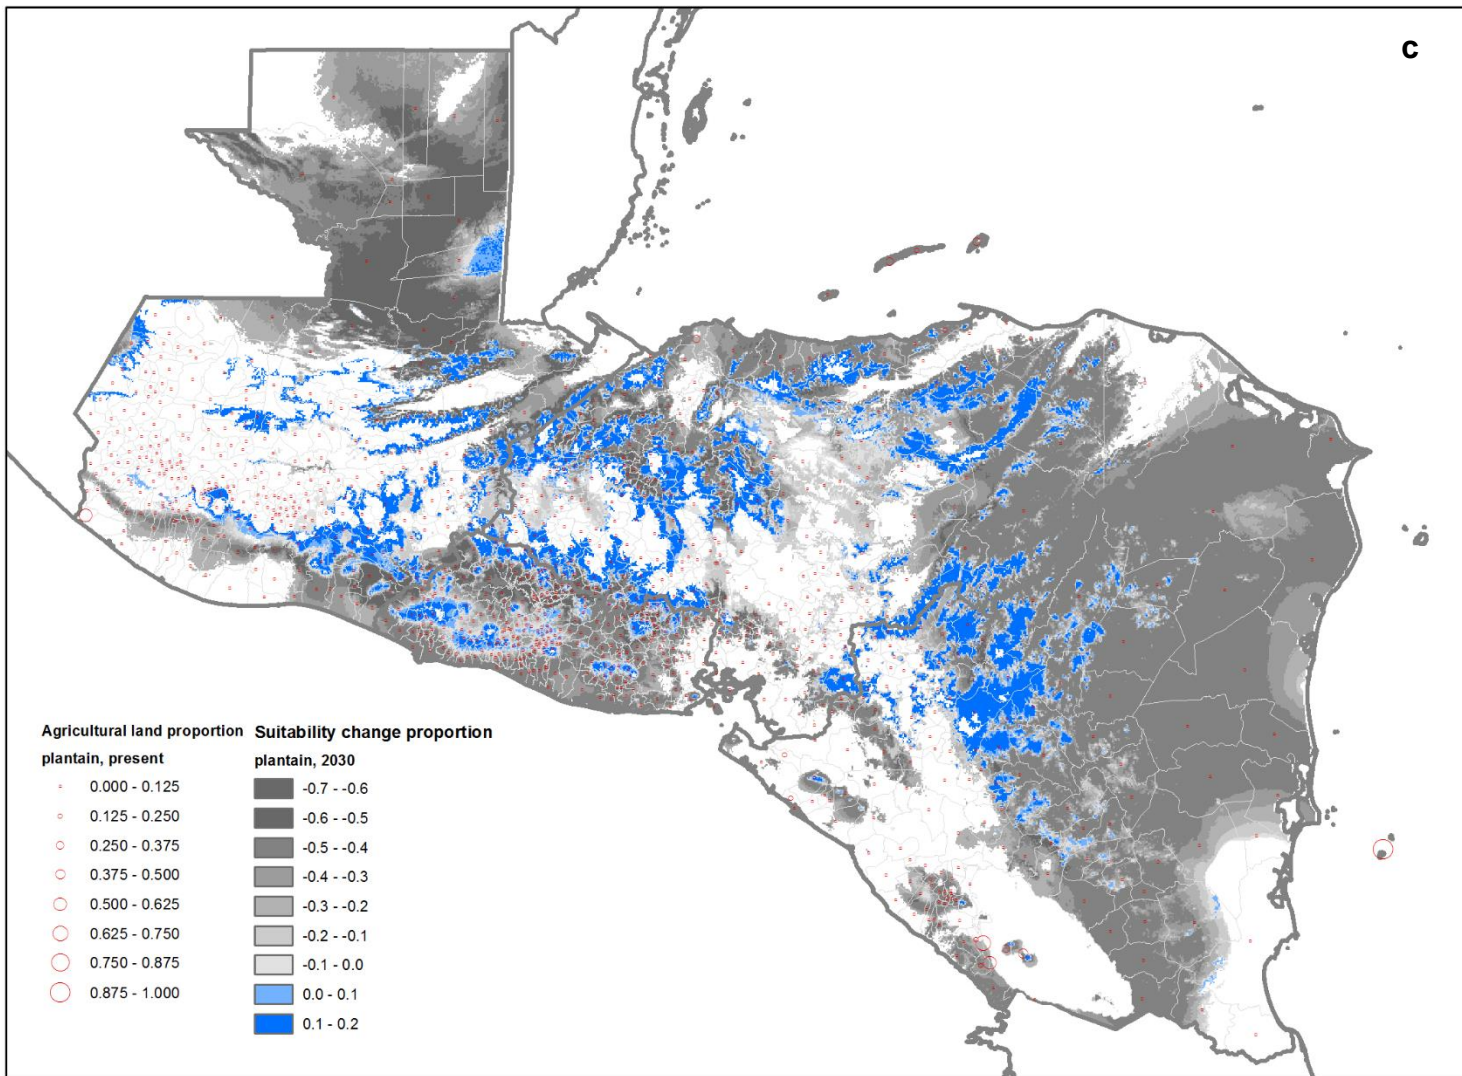 c
Agricultural land proportion
plantain, present
0.000 - 0.125
0.125 - 0.250
0.250 - 0.375
0.375 - 0.500
0.500 - 0.625
0.625 - 0.750
0.750 - 0.875
0.875 - 1.000
Suitability change proportion
plantain, 2030
-0.7 - -0.6
-0.6 - -0.5
-0.5 - -0.4
-0.4 - -0.3
-0.3 - -0.2
-0.2 - -0.1
-0.1 - 0.0
0.0 - 0.1
0.1 - 0.2